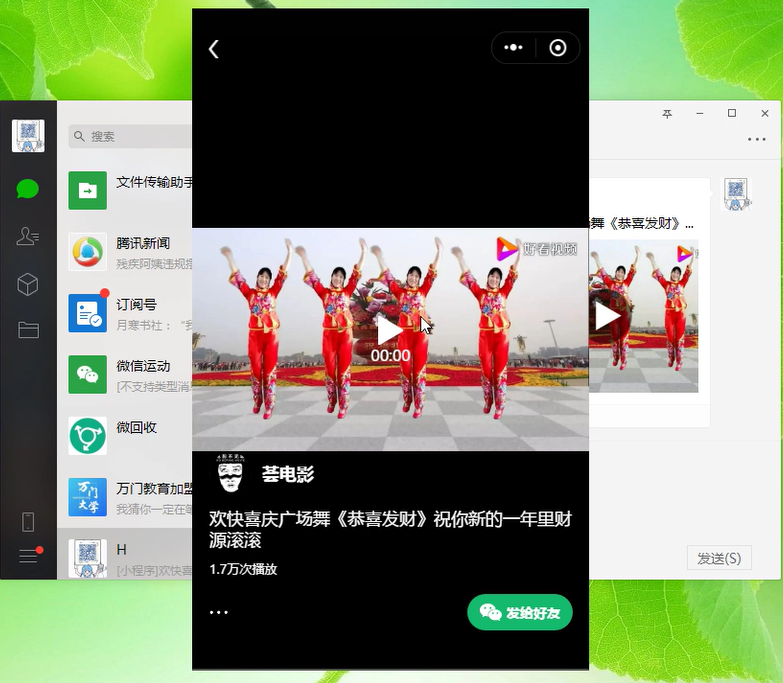 搜索
文件传输助手
腾讯新闻
残疾阿姨违规摆
订阅号
月寒书社：“我
微信运动
[不支持类型消
微回收
万门教育加盟
我猜你一定在等
H
[小程序]欢快喜
万门
大学
好看视频
00:00
荟电影
欢快喜庆广场舞《恭喜发财》祝你新的一年里财
源滚滚
1.7万次播放
发给好友
舞《恭喜发财》...
发送(S)